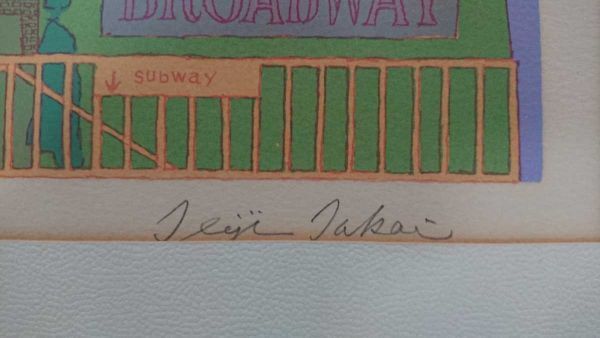 BROADWAY
↓ SUBWAY
Teiji Takai